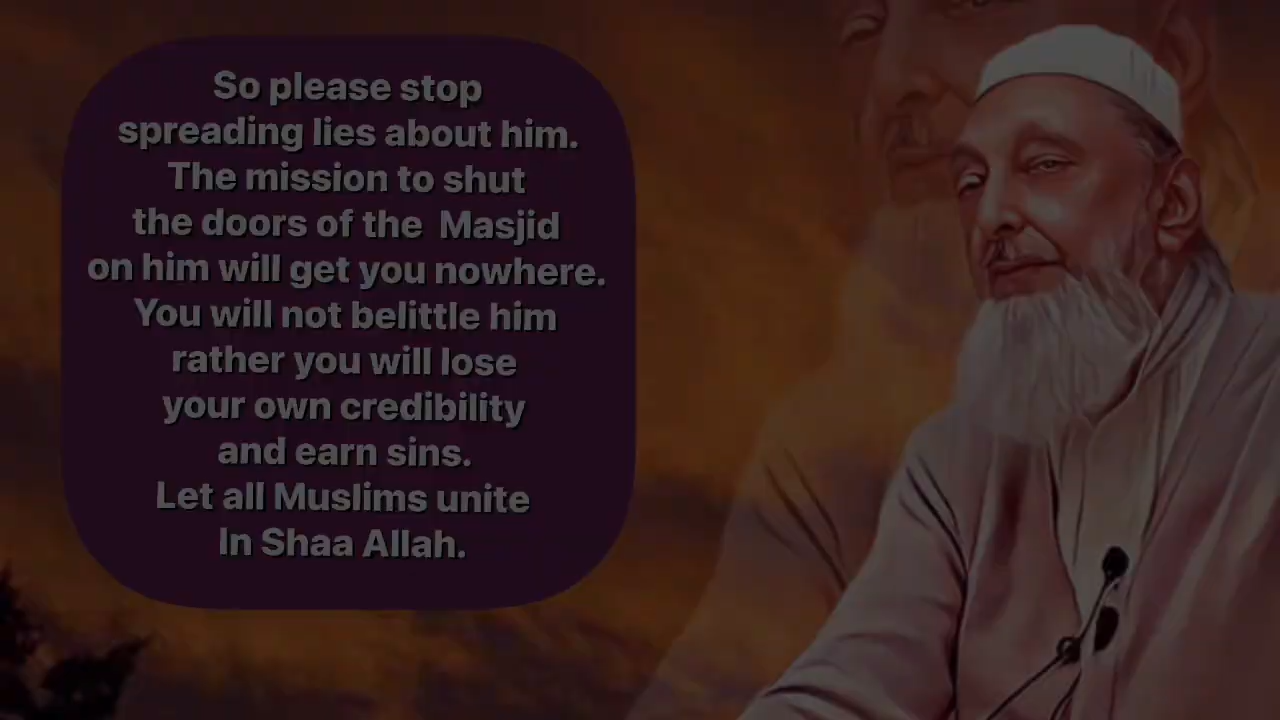 So please stop
spreading lies about him.
The mission to shut
the doors of the Masjid
on him will get you nowhere.
You will not belittle him
rather you will lose
your own credibility
and earn sins.
Let all Muslims unite
In Shaa Allah.